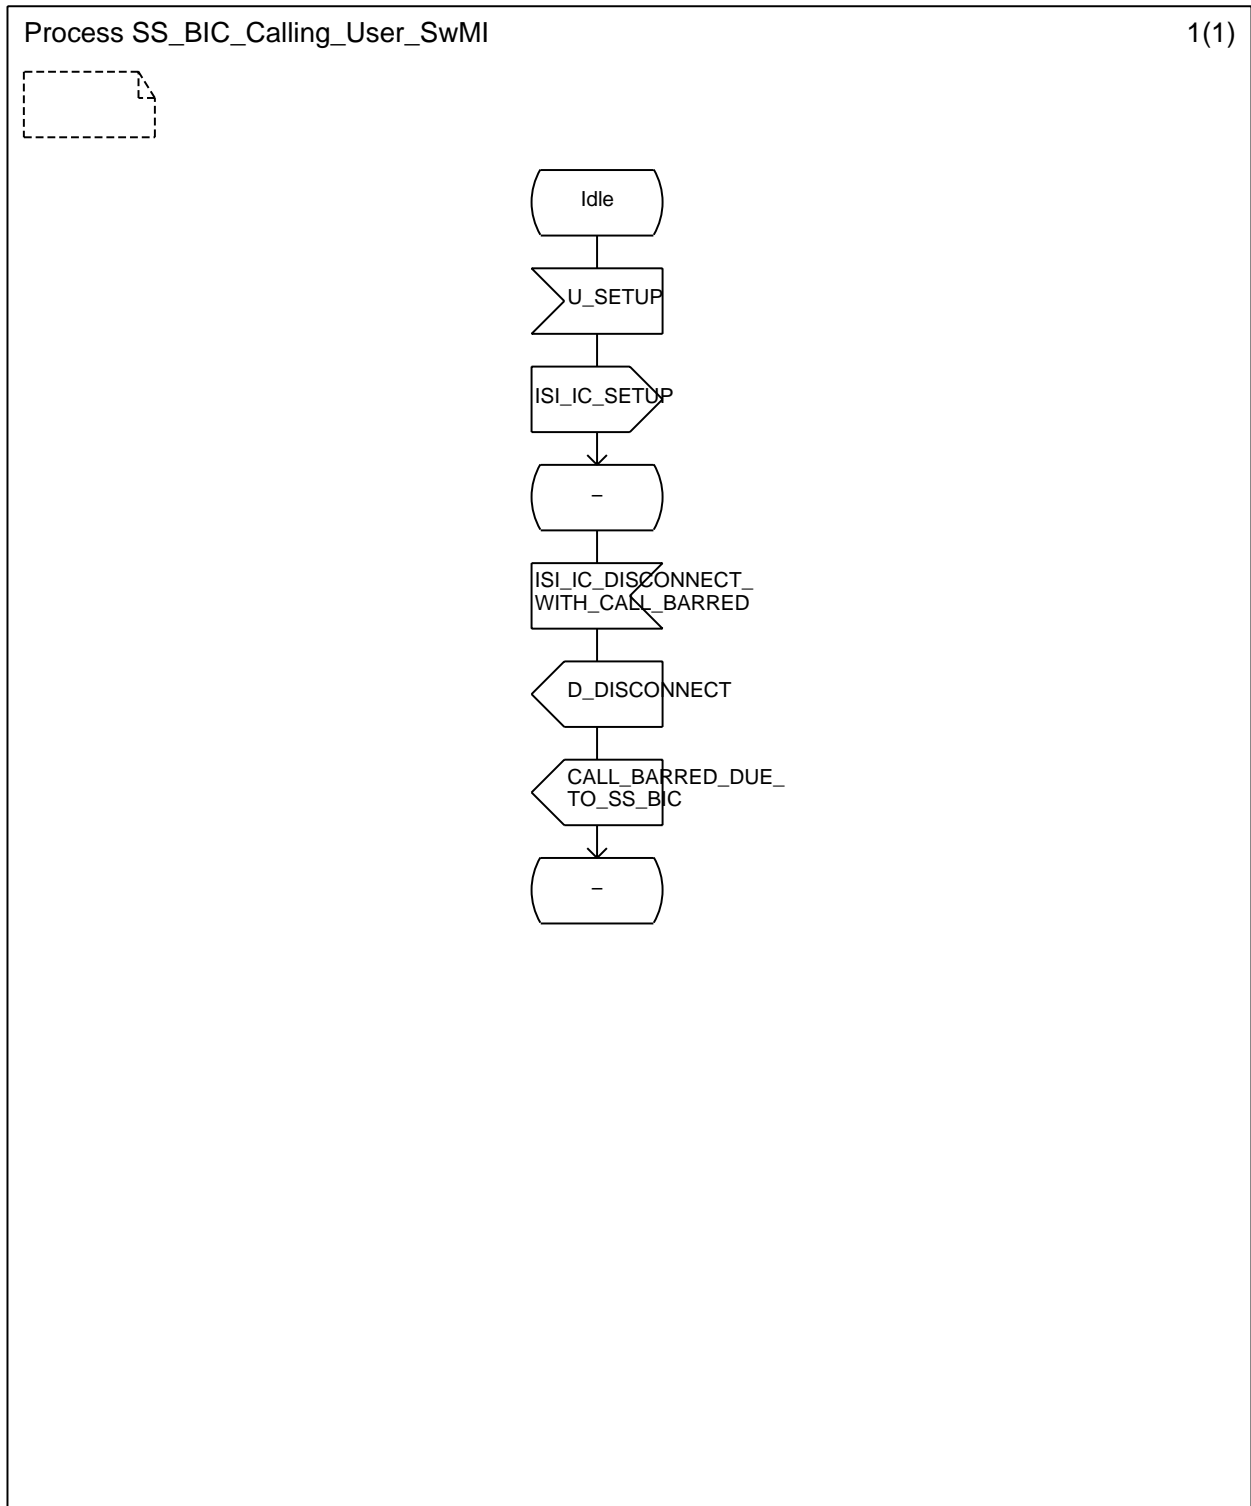 Process SS_BIC_Calling_User_SwMI
1(1)
Idle
U_SETUP
ISI_IC_SETUP
–
ISI_IC_DISCONNECT_
WITH_CALL_BARRED
D_DISCONNECT
CALL_BARRED_DUE_
TO_SS_BIC
–